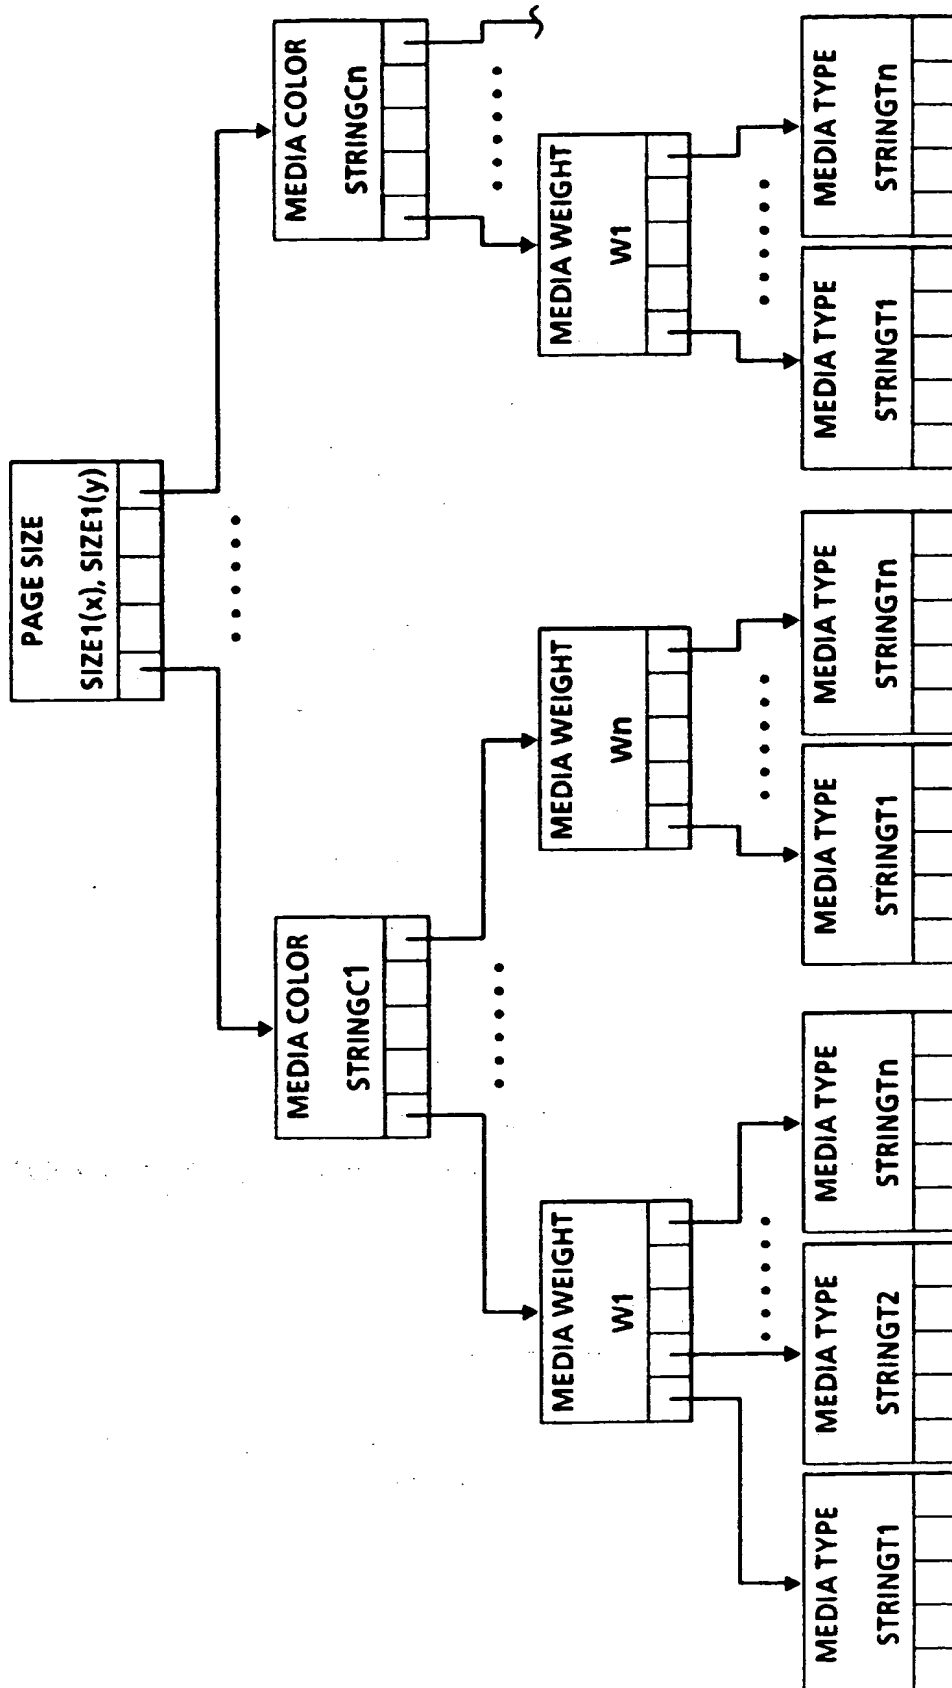 PAGE SIZE
SIZE1(x), SIZE1(y)
MEDIA COLOR
STRINGC1
MEDIA COLOR
STRINGCn
MEDIA WEIGHT
W1
MEDIA WEIGHT
Wn
MEDIA WEIGHT
W1
MEDIA TYPE
STRINGT1
MEDIA TYPE
STRINGT2
MEDIA TYPE
STRINGTn
MEDIA TYPE
STRINGT1
MEDIA TYPE
STRINGTn
MEDIA TYPE
STRINGT1
MEDIA TYPE
STRINGTn